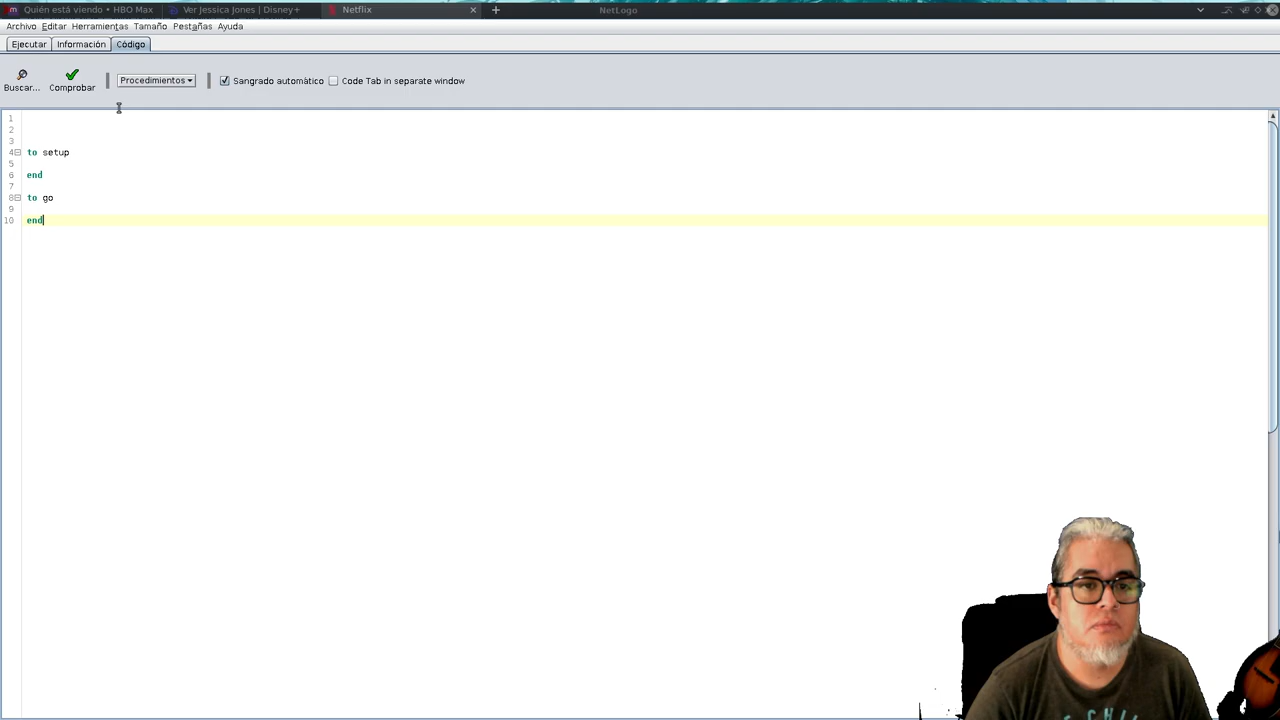 Quién está viendo • HBO Max
Ver Jessica Jones | Disney+
Netflix
NetLogo
Archivo Editar Herramientas Tamaño Pestañas Ayuda
Ejecutar Información Código
Buscar... Comprobar Procedimientos Sangrado automático Code Tab in separate window
1
2
3
4 to setup
5
6 end
7
8 to go
9
10 end